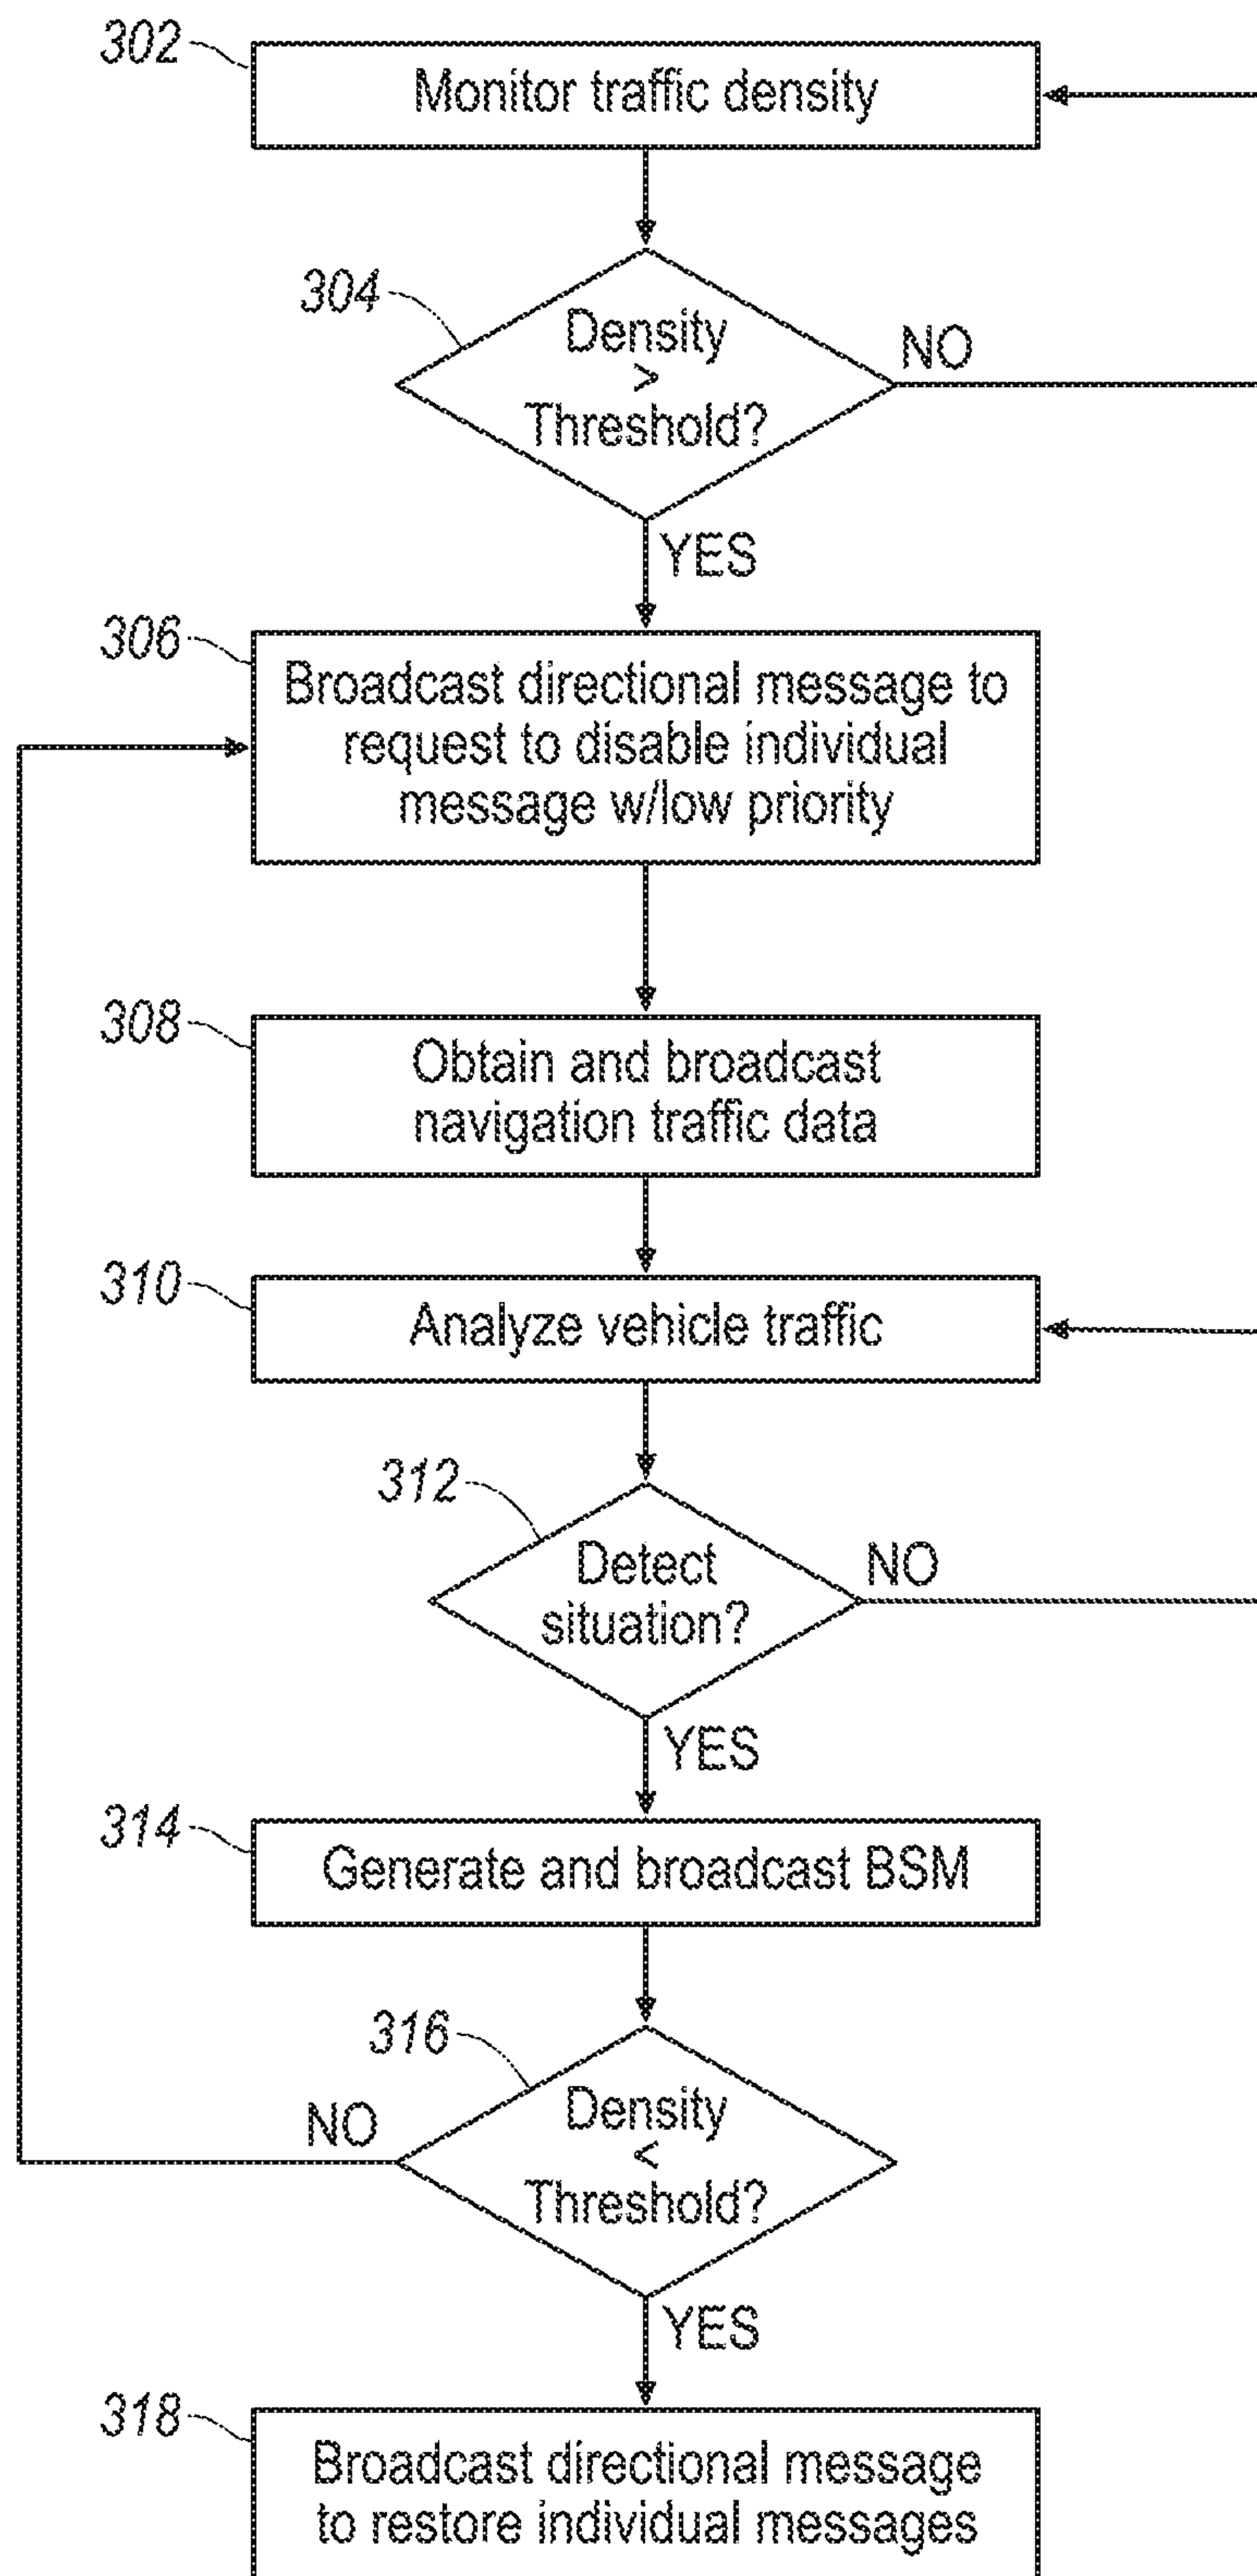 302
Monitor traffic density
304
Density
>
Threshold?
NO
YES
306
Broadcast directional message to
request to disable individual
message w/low priority
308
Obtain and broadcast
navigation traffic data
310
Analyze vehicle traffic
312
Detect
situation?
NO
YES
314
Generate and broadcast BSM
316
Density
<
Threshold?
NO
YES
318
Broadcast directional message
to restore individual messages